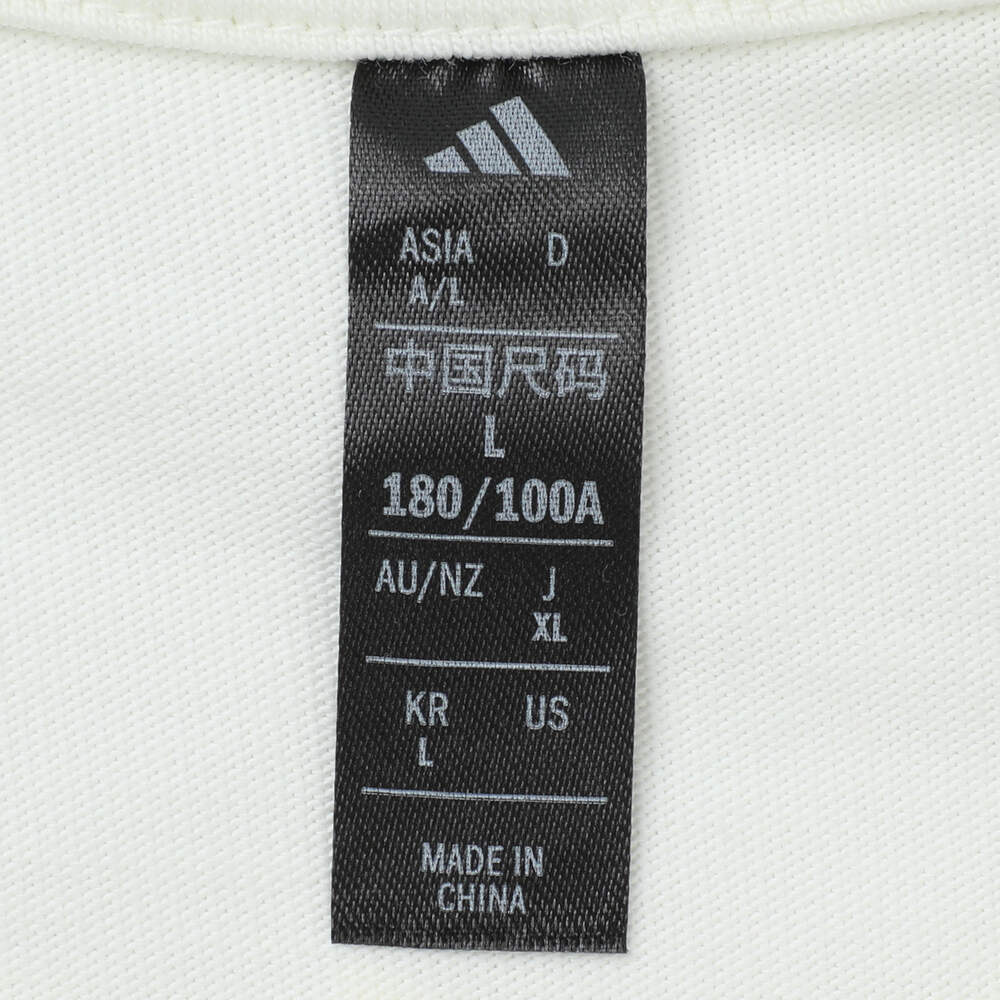 ASIA D
A/L
中国尺码
L
180/100A
AU/NZ J
XL
KR US
L
MADE IN
CHINA